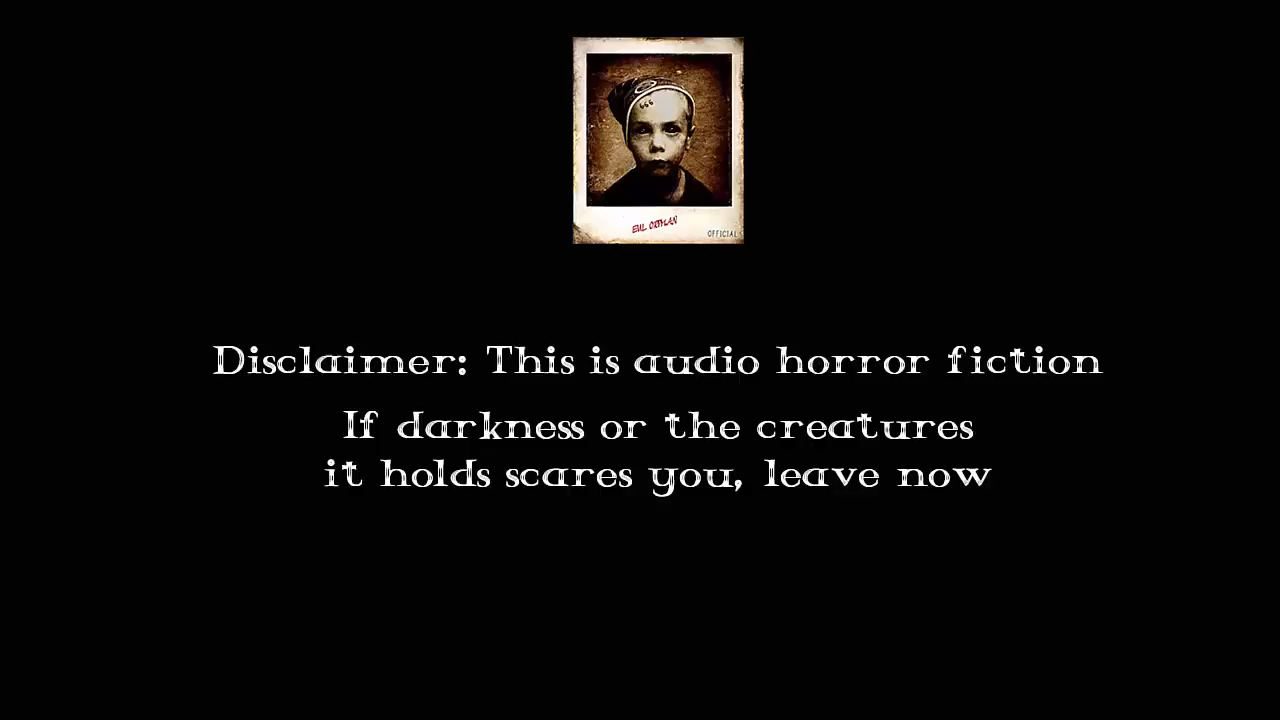 666
EVIL ORPHAN
OFFICIAL
Disclaimer: This is audio horror fiction
If darkness or the creatures
it holds scares you, leave now